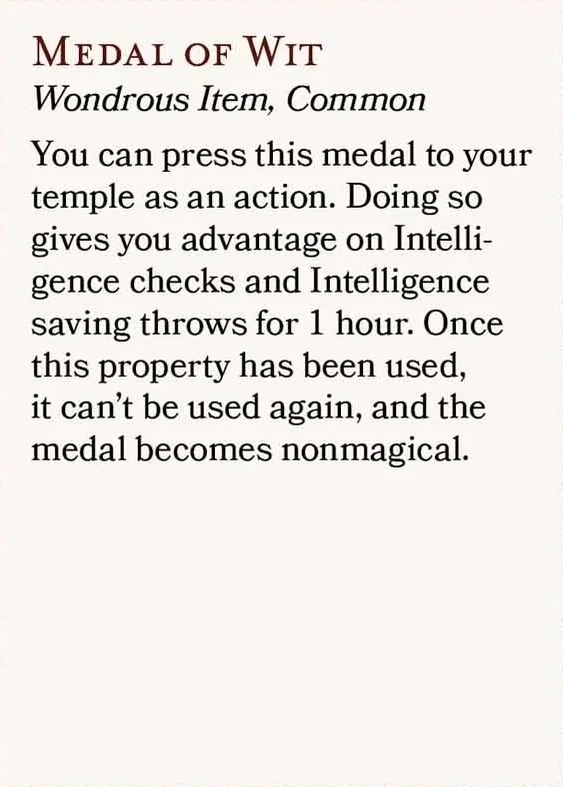 Medal of Wit
Wondrous Item, Common
You can press this medal to your
temple as an action. Doing so
gives you advantage on Intelli-
gence checks and Intelligence
saving throws for 1 hour. Once
this property has been used,
it can’t be used again, and the
medal becomes nonmagical.